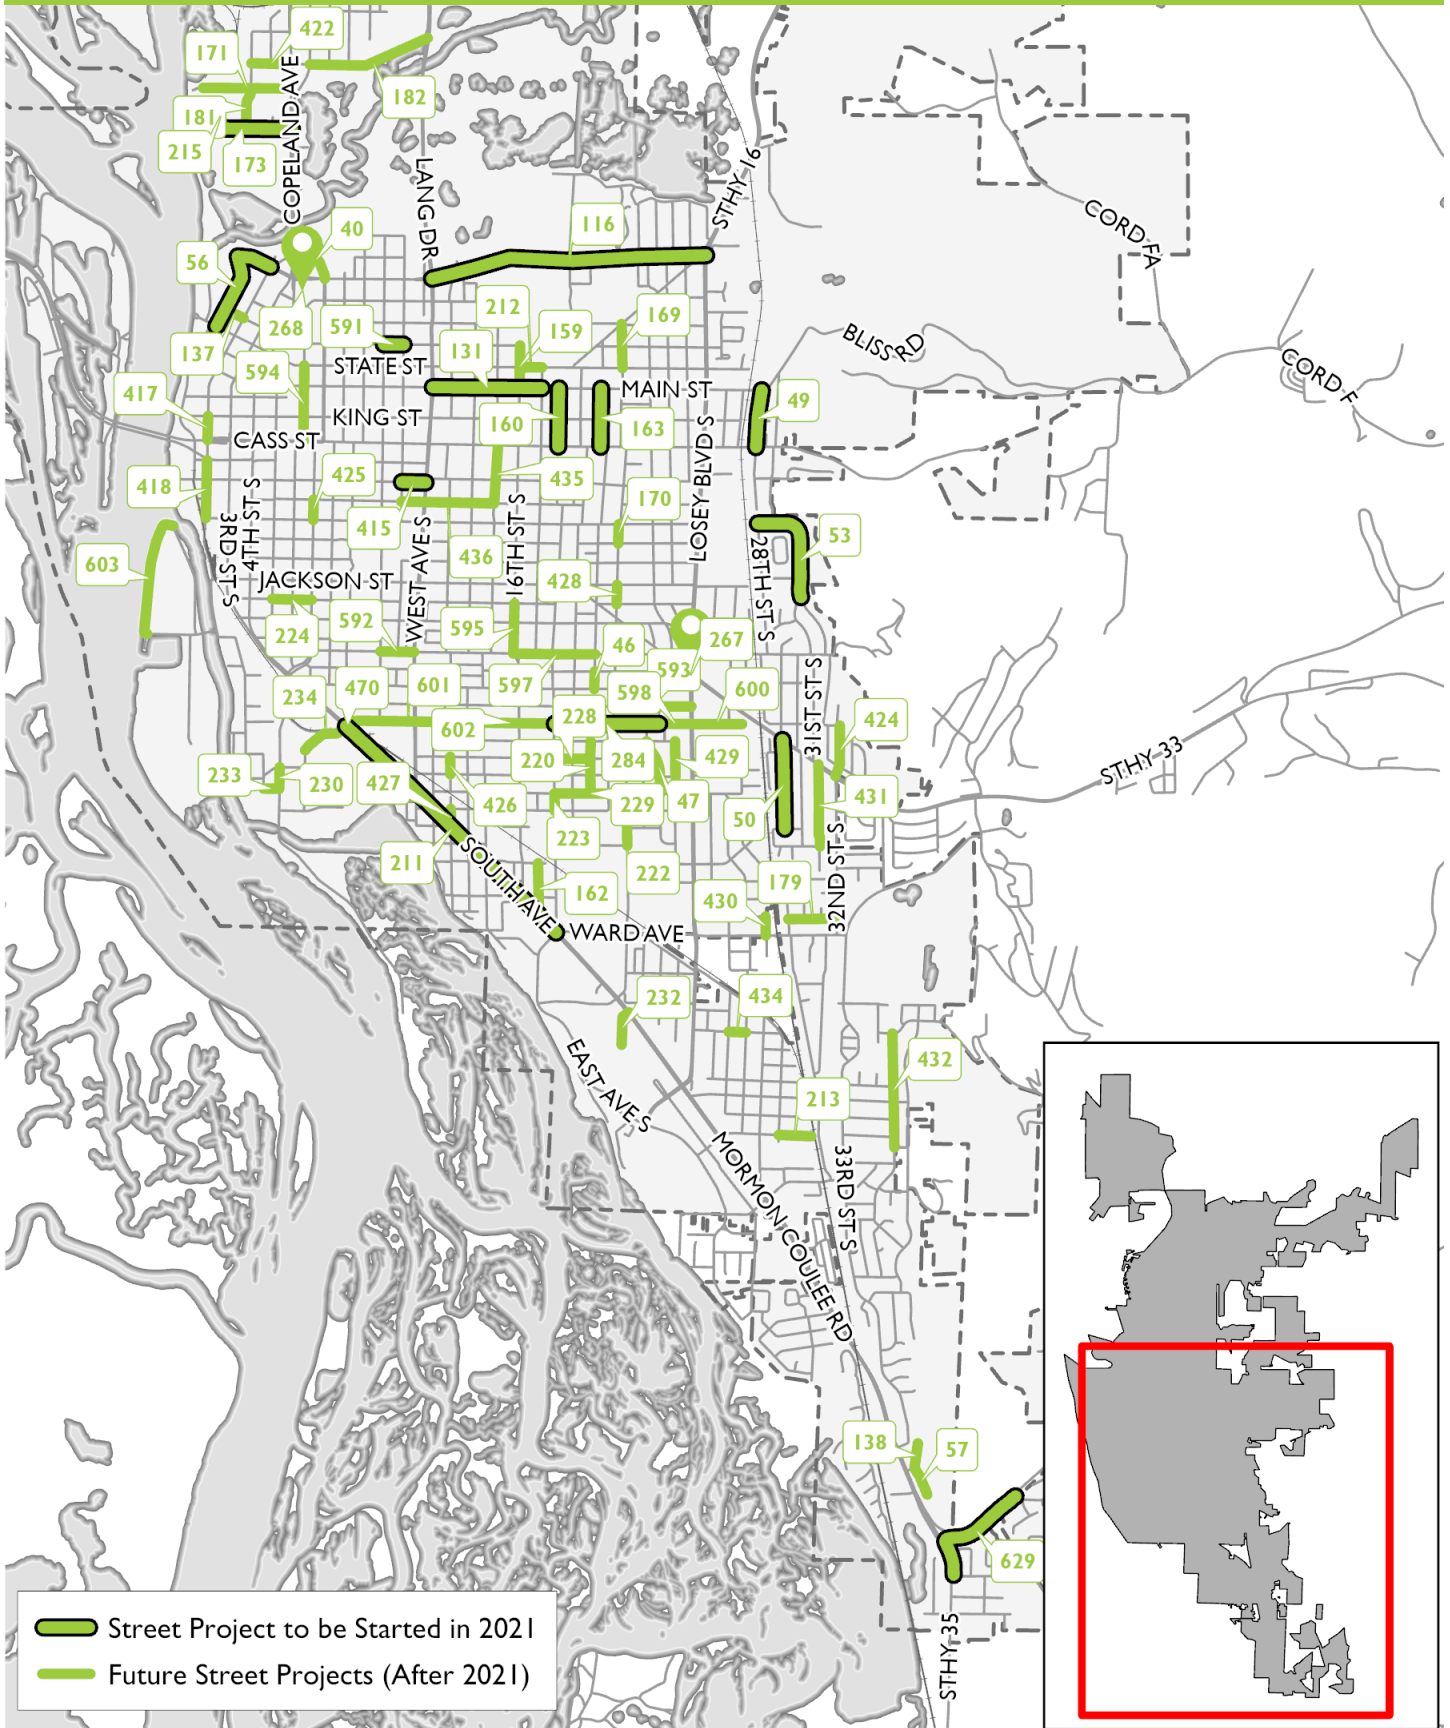 422
171
COPELAND AVE
182
181
215
173
LANG DR
STHY 16
CORD FA
40
116
56
268
591
212
159
169
137
131
STATE ST
BLISS RD
CORD F
594
417
MAIN ST
KING ST
160
163
49
CASS ST
LOSEY BLVD S
418
425
435
170
415
4TH ST S
3RD ST S
WEST AVE S
16TH ST S
436
53
28TH ST S
603
JACKSON ST
428
224
592
595
46
267
593
31ST ST S
234
470
601
597
598
600
602
228
424
STHY 33
233
230
427
220
284
429
426
229
47
50
431
223
211
SOUTH AVE
222
179
32ND ST S
162
430
WARD AVE
232
434
EAST AVE S
432
213
MORMON COULEE RD
33RD ST S
138
57
629
STHY 35
Street Project to be Started in 2021
Future Street Projects (After 2021)